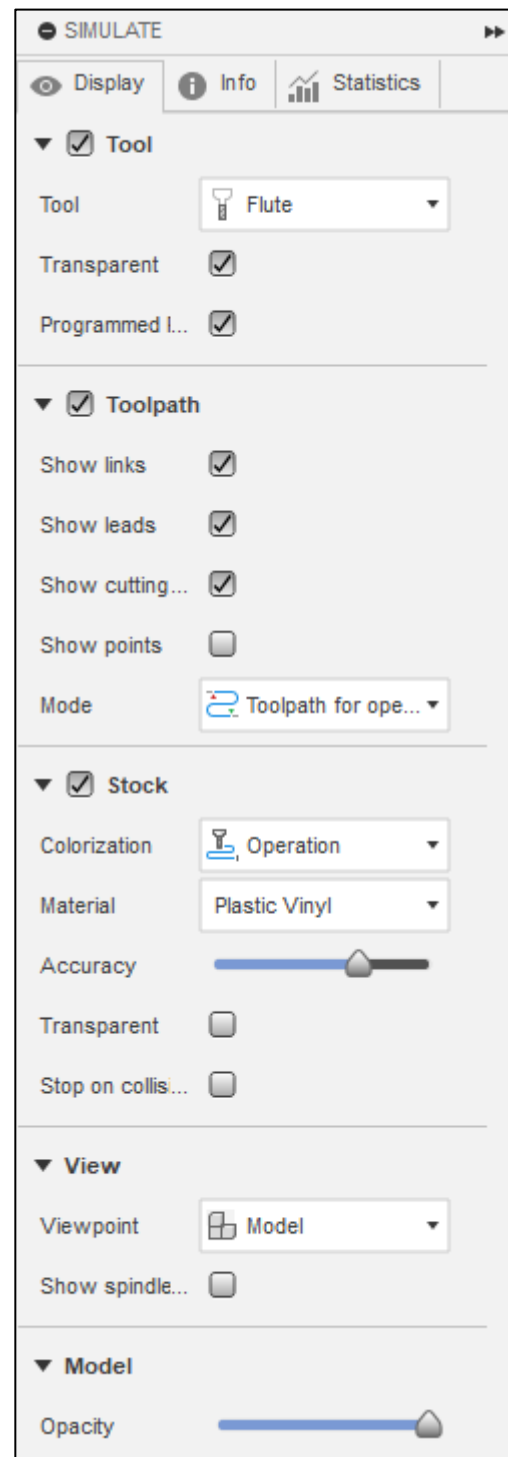 SIMULATE
Display Info Statistics
Tool
Tool Flute
Transparent
Programmed l...
Toolpath
Show links
Show leads
Show cutting...
Show points
Mode Toolpath for ope...
Stock
Colorization Operation
Material Plastic Vinyl
Accuracy
Transparent
Stop on collisi...
View
Viewpoint Model
Show spindle...
Model
Opacity